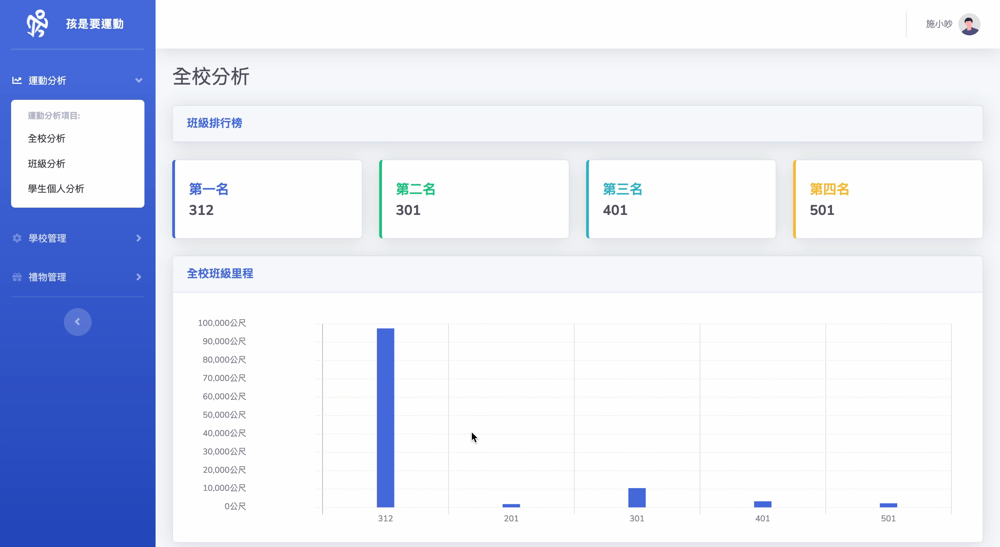 孩是要運動
施小吵
運動分析
運動分析項目:
全校分析
班級分析
學生個人分析
學校管理
禮物管理
全校分析
班級排行榜
第一名
312
第二名
301
第三名
401
第四名
501
全校班級里程
100,000公尺
90,000公尺
80,000公尺
70,000公尺
60,000公尺
50,000公尺
40,000公尺
30,000公尺
20,000公尺
10,000公尺
0公尺
312 201 301 401 501